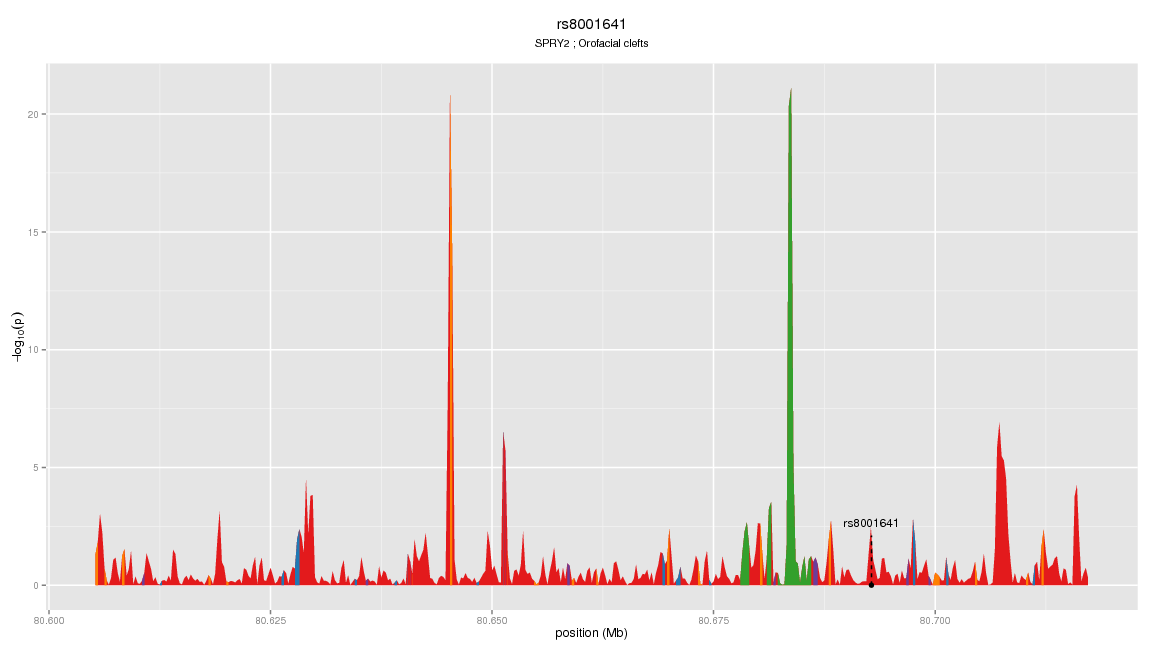 rs8001641
SPRY2 ; Orofacial clefts
20
15
10
5
0
−log10(p)
rs8001641
80.600 80.625 80.650 80.675 80.700
position (Mb)